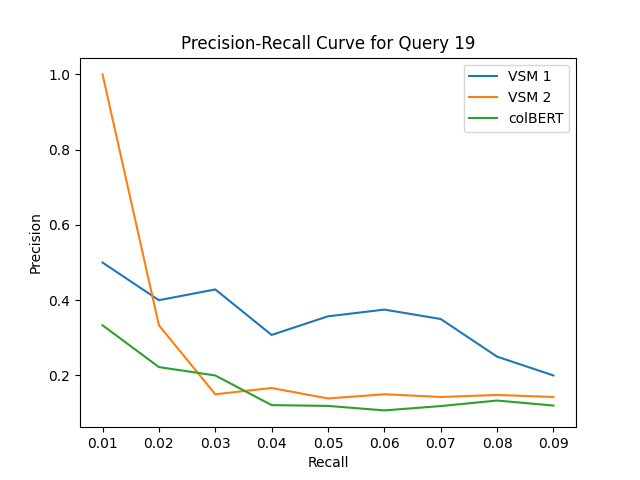 Precision-Recall Curve for Query 19
VSM 1
VSM 2
colBERT
Precision
1.0
0.8
0.6
0.4
0.2
0.01 0.02 0.03 0.04 0.05 0.06 0.07 0.08 0.09
Recall